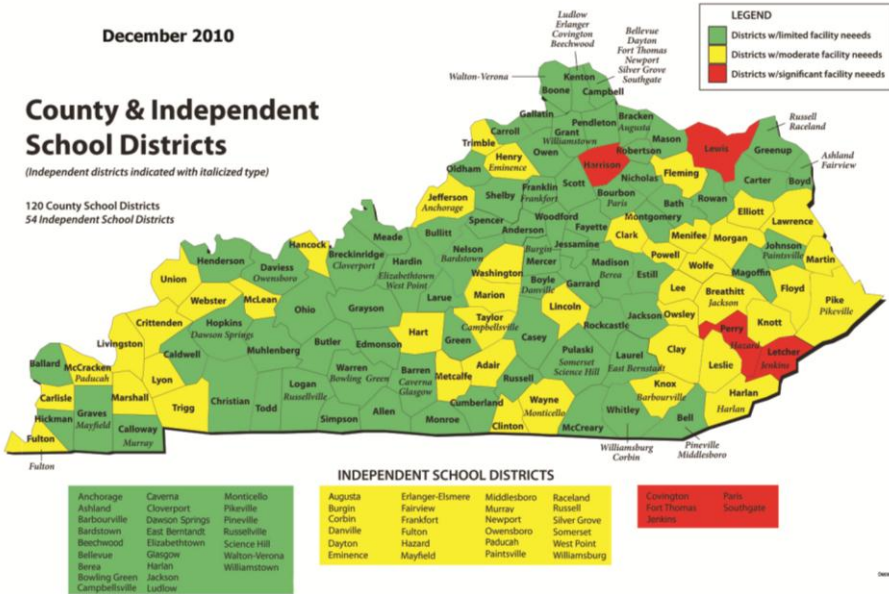 December 2010
County & Independent
School Districts
(Independent districts indicated with italicized type)
120 County School Districts
54 Independent School Districts
LEGEND
Districts w/limited facility neeeds
Districts w/moderate facility neeeds
Districts w/significant facility neeeds
Ludlow
Erlanger
Covington
Beechwood
Bellevue
Dayton
Fort Thomas
Newport
Silver Grove
Southgate
Walton-Verona
Kenton
Boone
Campbell
Russell
Raceland
Ashland
Fairview
Gallatin
Pendleton
Bracken
Augusta
Carroll
Grant
Williamstown
Mason
Lewis
Greenup
Trimble
Owen
Robertson
Henry
Eminence
Harrison
Fleming
Carter
Boyd
Oldham
Nicholas
Rowan
Jefferson
Anchorage
Shelby
Franklin
Frankfort
Scott
Bourbon
Paris
Bath
Elliott
Lawrence
Spencer
Woodford
Fayette
Montgomery
Menifee
Morgan
Meade
Bullitt
Anderson
Clark
Johnson
Paintsville
Martin
Hancock
Breckinridge
Cloverport
Hardin
Elizabethtown
West Point
Nelson
Bardstown
Burgin
Mercer
Jessamine
Madison
Berea
Powell
Wolfe
Magoffin
Henderson
Daviess
Owensboro
Washington
Boyle
Danville
Garrard
Estill
Lee
Breathitt
Jackson
Floyd
Pike
Pikeville
Union
Webster
McLean
Ohio
Grayson
Larue
Marion
Lincoln
Rockcastle
Jackson
Owsley
Perry
Hazard
Knott
Crittenden
Hopkins
Dawson Springs
Butler
Edmonson
Hart
Green
Taylor
Campbellsville
Casey
Letcher
Jenkins
Livingston
Caldwell
Muhlenberg
Warren
Bowling Green
Barren
Caverna
Glasgow
Metcalfe
Adair
Pulaski
Somerset
Science Hill
Laurel
East Bernstadt
Clay
Leslie
Ballard
McCracken
Paducah
Lyon
Russell
Knox
Barbourville
Harlan
Harlan
Carlisle
Marshall
Trigg
Christian
Todd
Logan
Russellville
Simpson
Allen
Monroe
Cumberland
Clinton
Wayne
Monticello
McCreary
Whitley
Bell
Hickman
Graves
Mayfield
Calloway
Murray
Fulton
Fulton
Williamsburg
Corbin
Pineville
Middlesboro
INDEPENDENT SCHOOL DISTRICTS
Anchorage Caverna Monticello
Ashland Cloverport Pikeville
Barbourville Dawson Springs Pineville
Bardstown East Berntandt Russellville
Beechwood Elizabethtown Science Hill
Bellevue Glasgow Walton-Verona
Berea Harlan Williamstown
Bowling Green Jackson
Campbellsville Ludlow
Augusta Erlanger-Elsmere Middlesboro Raceland
Burgin Fairview Murray Russell
Corbin Frankfort Newport Silver Grove
Danville Fulton Owensboro Somerset
Dayton Hazard Paducah West Point
Eminence Mayfield Paintsville Williamsburg
Covington Paris
Fort Thomas Southgate
Jenkins